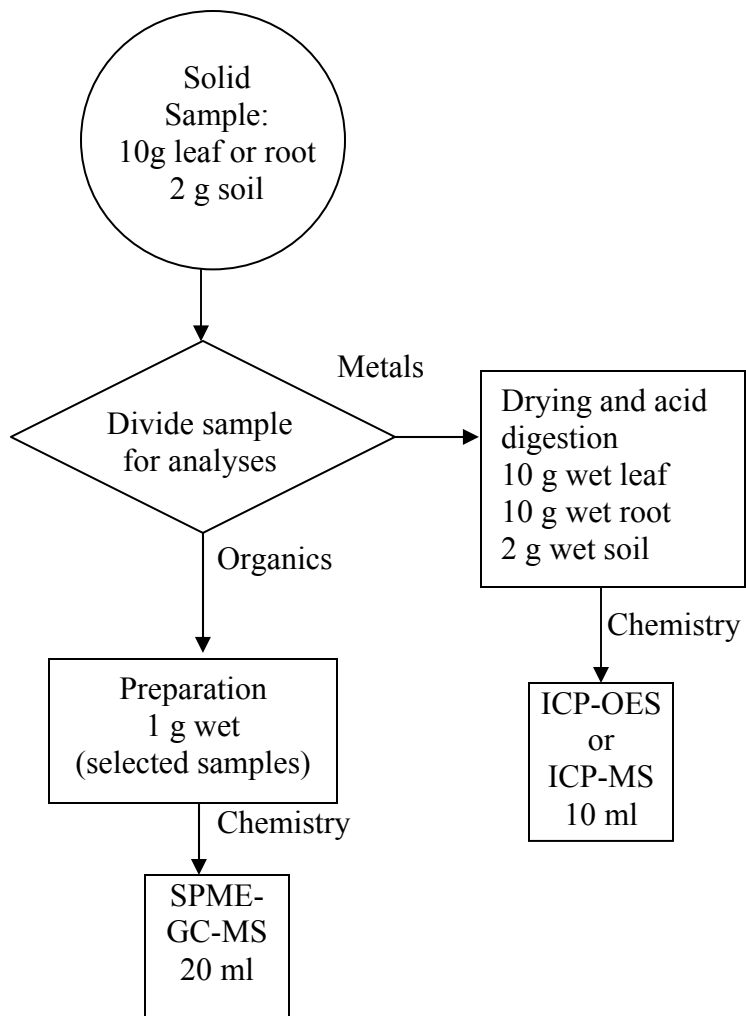 Solid
Sample:
10g leaf or root
2 g soil
Divide sample
for analyses
Metals
Drying and acid
digestion
10 g wet leaf
10 g wet root
2 g wet soil
Chemistry
ICP-OES
or
ICP-MS
10 ml
Organics
Preparation
1 g wet
(selected samples)
Chemistry
SPME-
GC-MS
20 ml